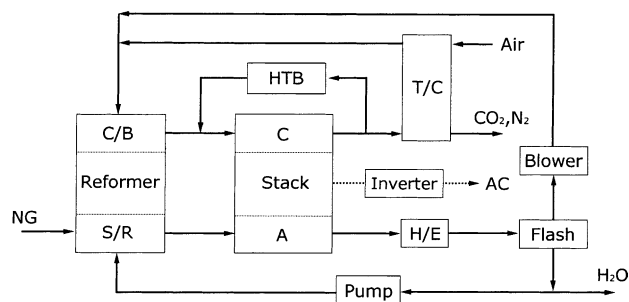 Air
HTB
T/C
CO₂,N₂
C/B
C
Blower
Reformer
Stack
Inverter
AC
NG
S/R
A
H/E
Flash
Pump
H₂O